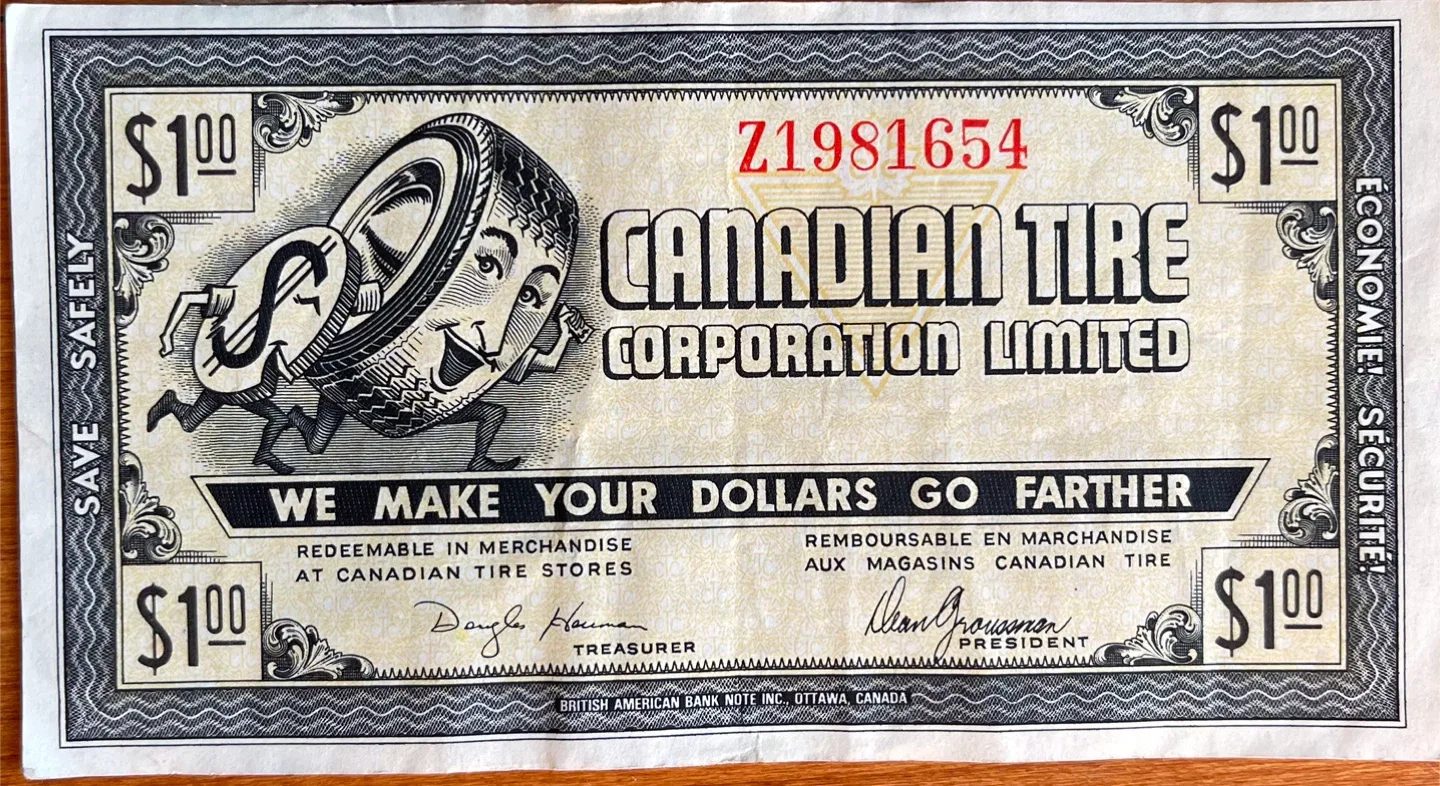 $1.00
$1.00
Z1981654
CANADIAN TIRE
CORPORATION LIMITED
SAVE SAFELY
ÉCONOMIE! SÉCURITÉ!
$
WE MAKE YOUR DOLLARS GO FARTHER
REDEEMABLE IN MERCHANDISE
AT CANADIAN TIRE STORES
REMBOURSABLE EN MARCHANDISE
AUX MAGASINS CANADIAN TIRE
$1.00
$1.00
Dean Groussman
TREASURER
PRESIDENT
BRITISH AMERICAN BANK NOTE INC., OTTAWA, CANADA